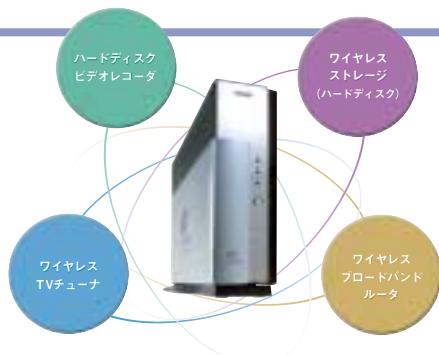 ハードディスク
ビデオレコーダ
ワイヤレス
ストレージ
(ハードディスク)
ワイヤレス
TVチューナ
ワイヤレス
ブロードバンド
ルータ